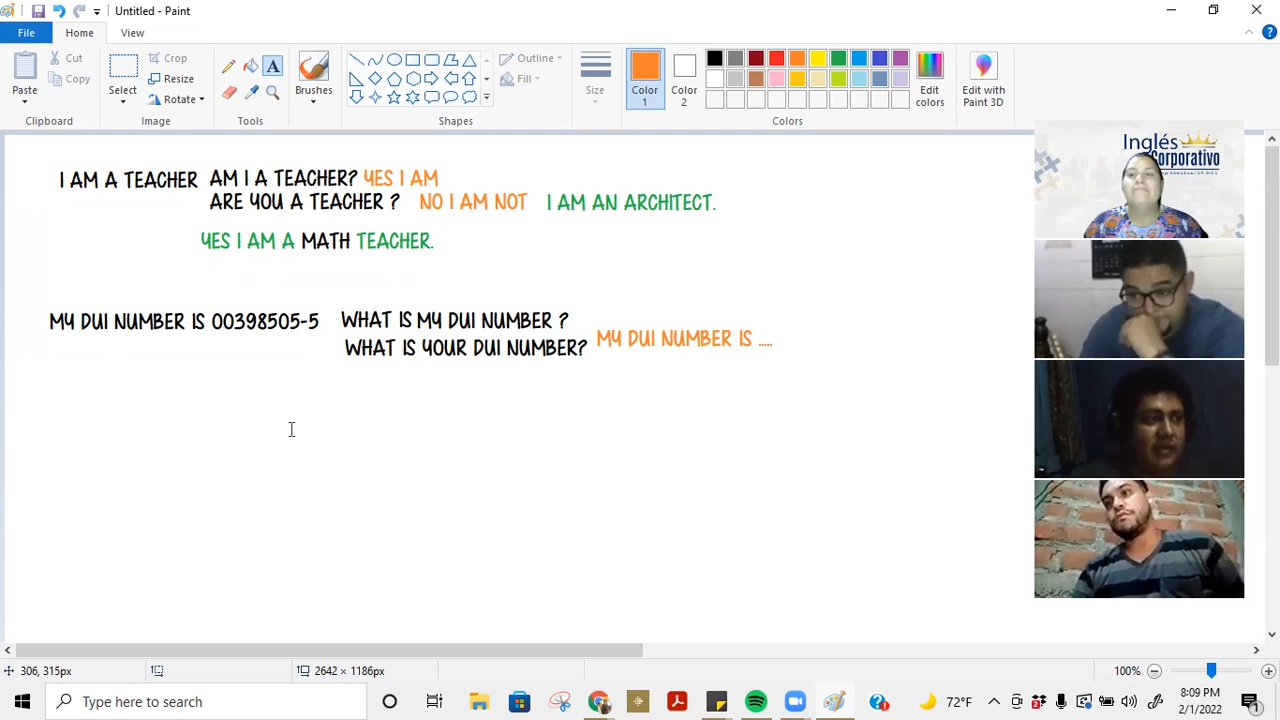 Untitled - Paint
File
Home
View
Paste
Cut
Copy
Clipboard
Select
Crop
Resize
Rotate
Image
A
Tools
Brushes
Outline
Fill
Shapes
Size
Color 1
Color 2
Edit colors
Edit with Paint 3D
Colors
I AM A TEACHER AM I A TEACHER? YES I AM
ARE YOU A TEACHER ? NO I AM NOT I AM AN ARCHITECT.
YES I AM A MATH TEACHER.
MY DUI NUMBER IS 00398505-5 WHAT IS MY DUI NUMBER ?
WHAT IS YOUR DUI NUMBER? MY DUI NUMBER IS .....
Inglés
Corporativo
306, 315px
2642 × 1186px
100%
Type here to search
72°F
8:09 PM
2/1/2022